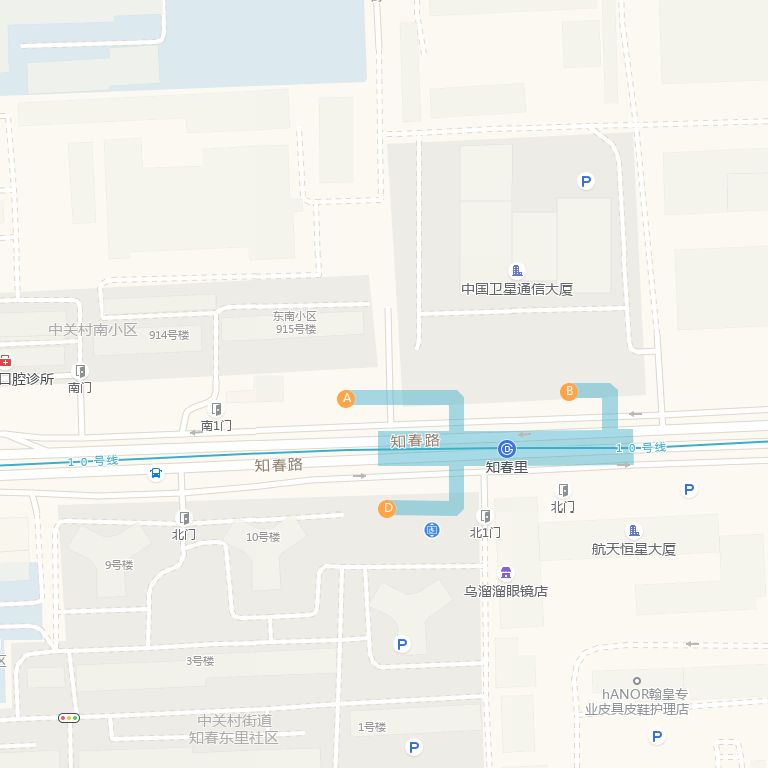 P
中国卫星通信大厦
东南小区
915号楼
中关村南小区
914号楼
口腔诊所
南门
A
B
南1门
知春路
10号线
10号线
知春路
知春里
D
北门
北1门
北门
P
9号楼
10号楼
航天恒星大厦
乌溜溜眼镜店
P
3号楼
区
hANOR翰皇专
业皮具皮鞋护理店
中关村街道
知春东里社区
1号楼
P
P